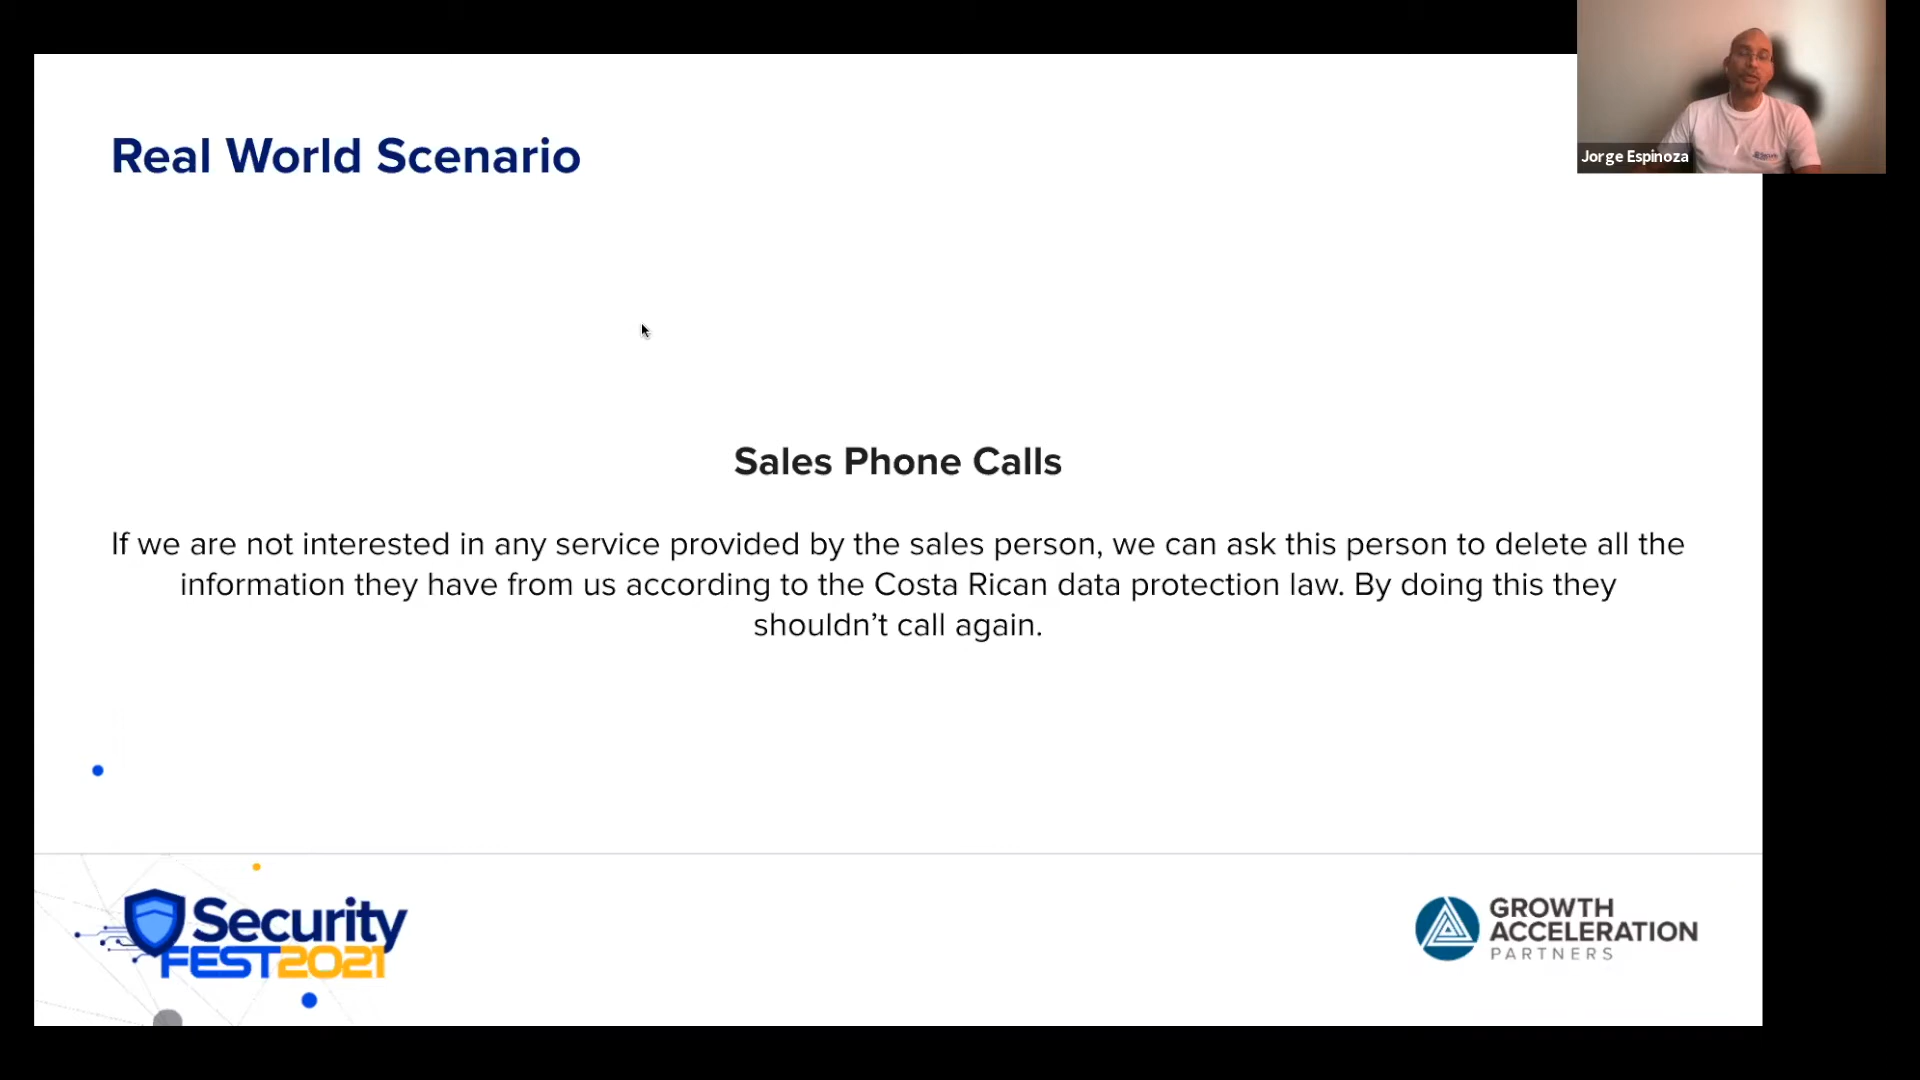 Real World Scenario
Jorge Espinoza
Sales Phone Calls
If we are not interested in any service provided by the sales person, we can ask this person to delete all the
information they have from us according to the Costa Rican data protection law. By doing this they
shouldn’t call again.
Security
FEST2021
GROWTH
ACCELERATION
PARTNERS